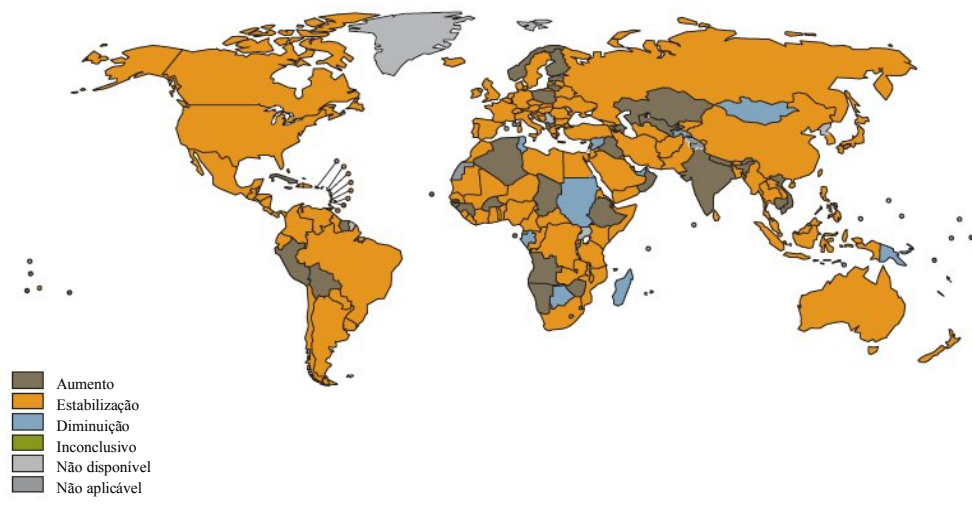 Aumento
Estabilização
Diminuição
Inconclusivo
Não disponível
Não aplicável